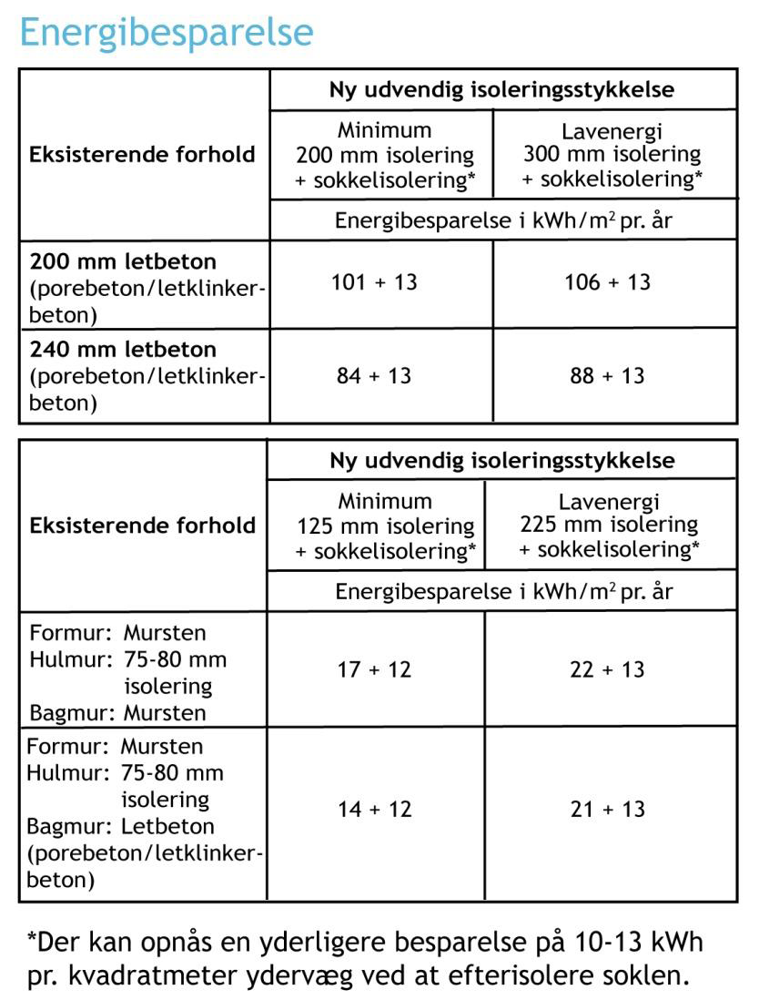 Energibesparelse
Eksisterende forhold
Ny udvendig isoleringsstykkelse
Minimum
200 mm isolering
+ sokkelisolering*
Lavenergi
300 mm isolering
+ sokkelisolering*
Energibesparelse i kWh/m² pr. år
200 mm letbeton
(porebeton/letklinker-
beton)
101 + 13
106 + 13
240 mm letbeton
(porebeton/letklinker-
beton)
84 + 13
88 + 13
Eksisterende forhold
Ny udvendig isoleringsstykkelse
Minimum
125 mm isolering
+ sokkelisolering*
Lavenergi
225 mm isolering
+ sokkelisolering*
Energibesparelse i kWh/m² pr. år
Formur: Mursten
Hulmur: 75-80 mm
isolering
Bagmur: Mursten
17 + 12
22 + 13
Formur: Mursten
Hulmur: 75-80 mm
isolering
Bagmur: Letbeton
(porebeton/letklinker-
beton)
14 + 12
21 + 13
*Der kan opnås en yderligere besparelse på 10-13 kWh
pr. kvadratmeter ydervæg ved at efterisolere soklen.